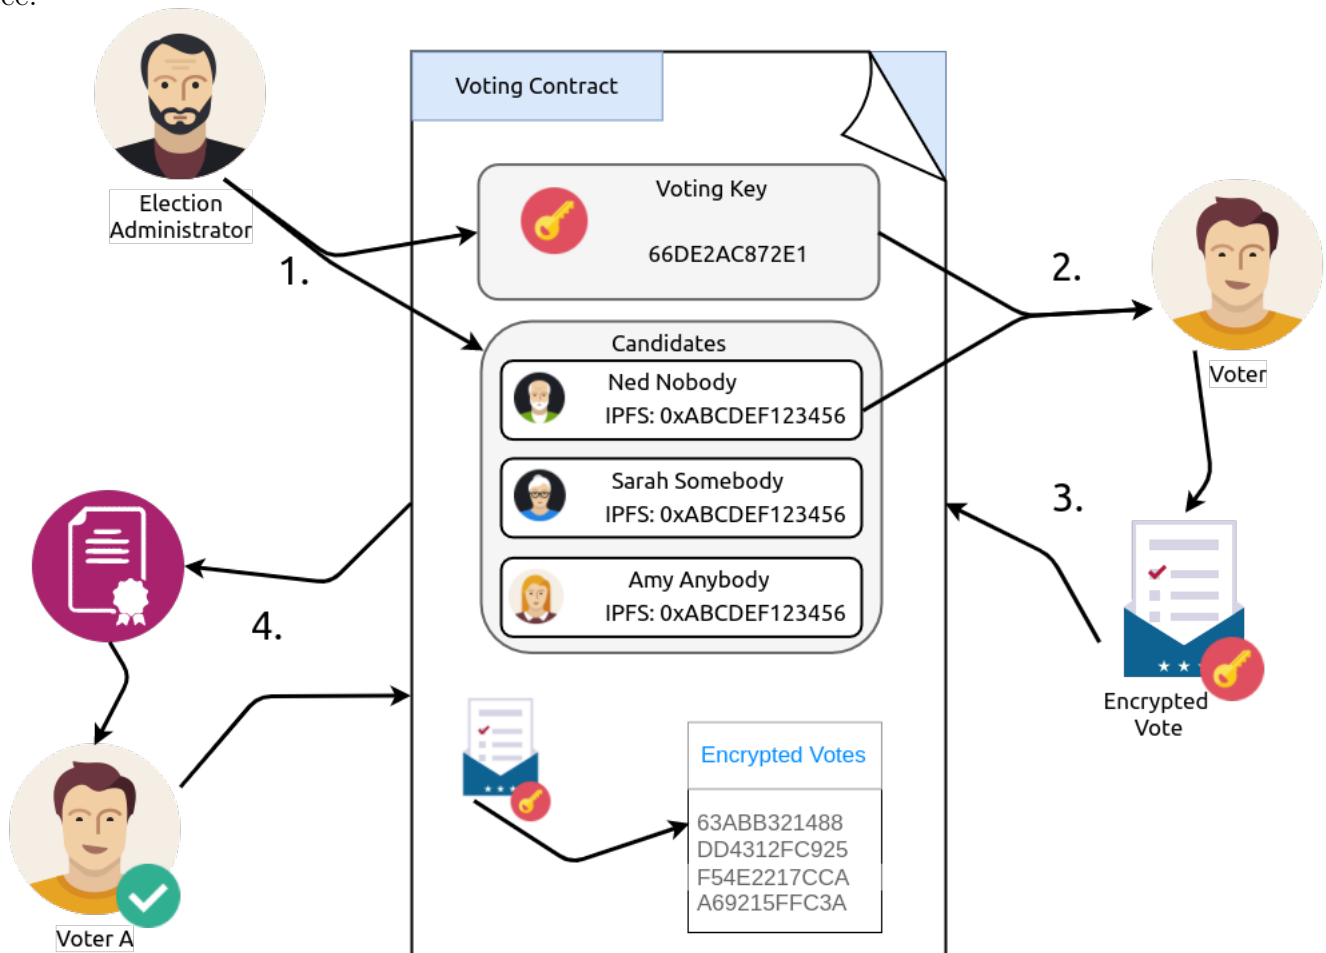 Voting Contract
Election
Administrator
Voting Key
66DE2AC872E1
1.
2.
Candidates
Ned Nobody
IPFS: 0xABCDEF123456
Voter
Sarah Somebody
IPFS: 0xABCDEF123456
3.
Amy Anybody
IPFS: 0xABCDEF123456
4.
Encrypted
Vote
Encrypted Votes
63ABB321488
DD4312FC925
F54E2217CCA
A69215FFC3A
Voter A